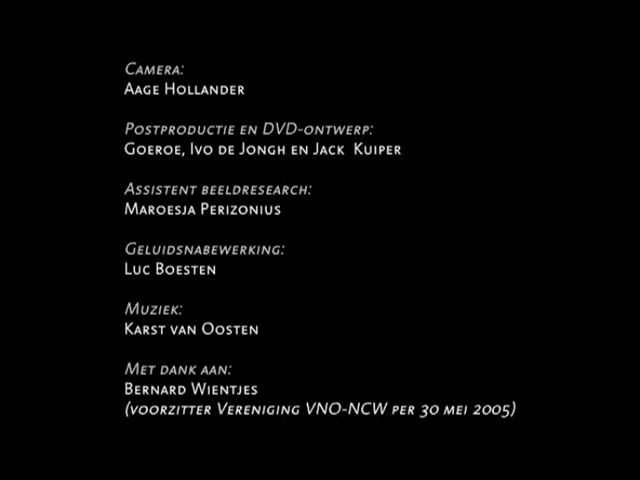 Camera:
Aage Hollander
Postproductie en DVD-ontwerp:
Goeroe, Ivo de Jongh en Jack Kuiper
Assistent beeldresearch:
Maroesja Perizonius
Geluidsnabewerking:
Luc Boesten
Muziek:
Karst van Oosten
Met dank aan:
Bernard Wientjes
(voorzitter Vereniging VNO-NCW per 30 mei 2005)